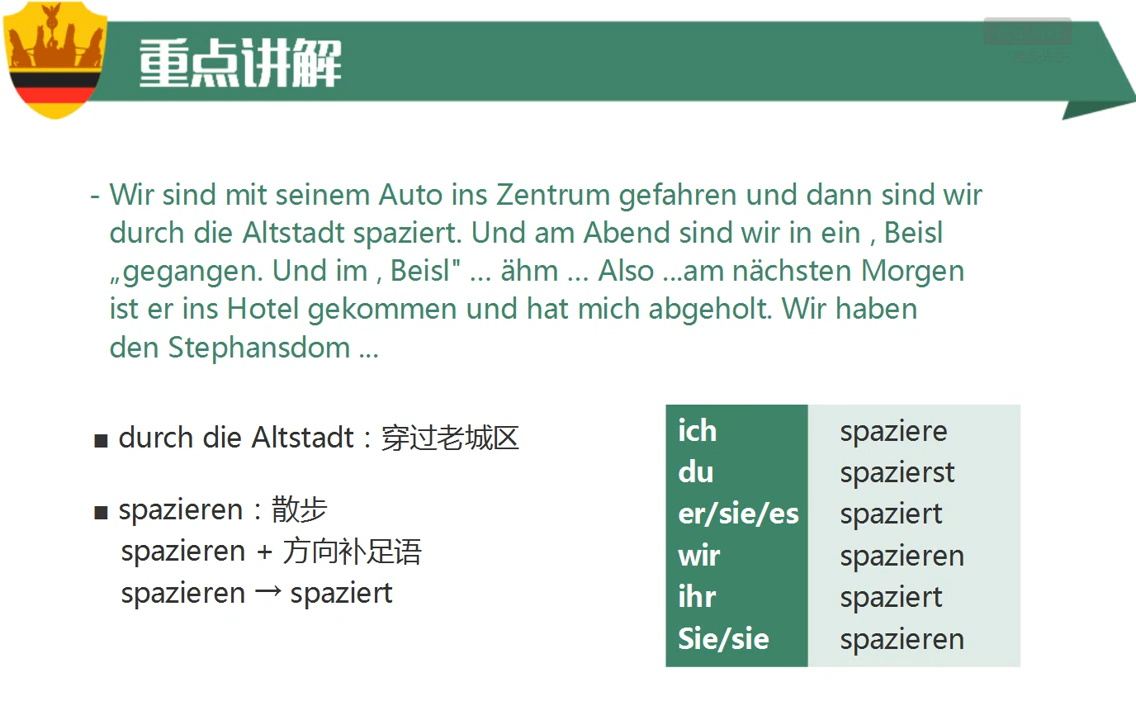 重点讲解
- Wir sind mit seinem Auto ins Zentrum gefahren und dann sind wir
durch die Altstadt spaziert. Und am Abend sind wir in ein , Beisl
„gegangen. Und im , Beisl" ... ähm ... Also ...am nächsten Morgen
ist er ins Hotel gekommen und hat mich abgeholt. Wir haben
den Stephansdom ...
■ durch die Altstadt：穿过老城区
■ spazieren：散步
spazieren + 方向补足语
spazieren → spaziert
ich spaziere
du spazierst
er/sie/es spaziert
wir spazieren
ihr spaziert
Sie/sie spazieren